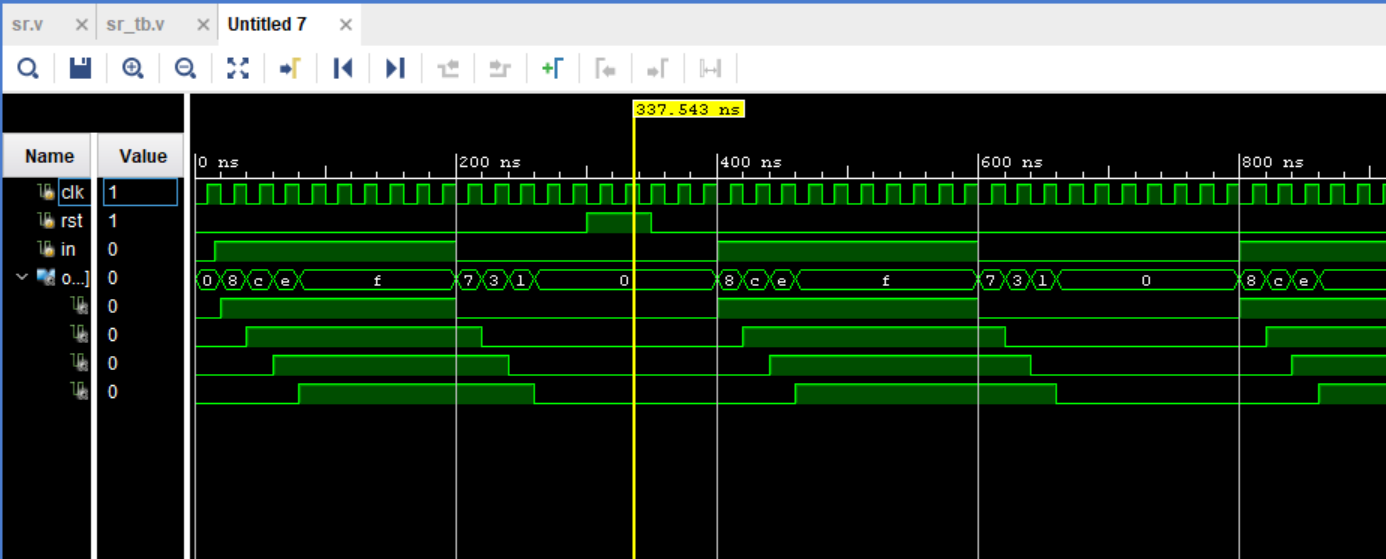 sr.v × sr_tb.v × Untitled 7 ×
337.543 ns
Name Value
0 ns 200 ns 400 ns 600 ns 800 ns
clk 1
rst 1
in 0
o...] 0 0 8 c e f 7 3 1 0 8 c e f 7 3 1 0 8 c e
0
0
0
0